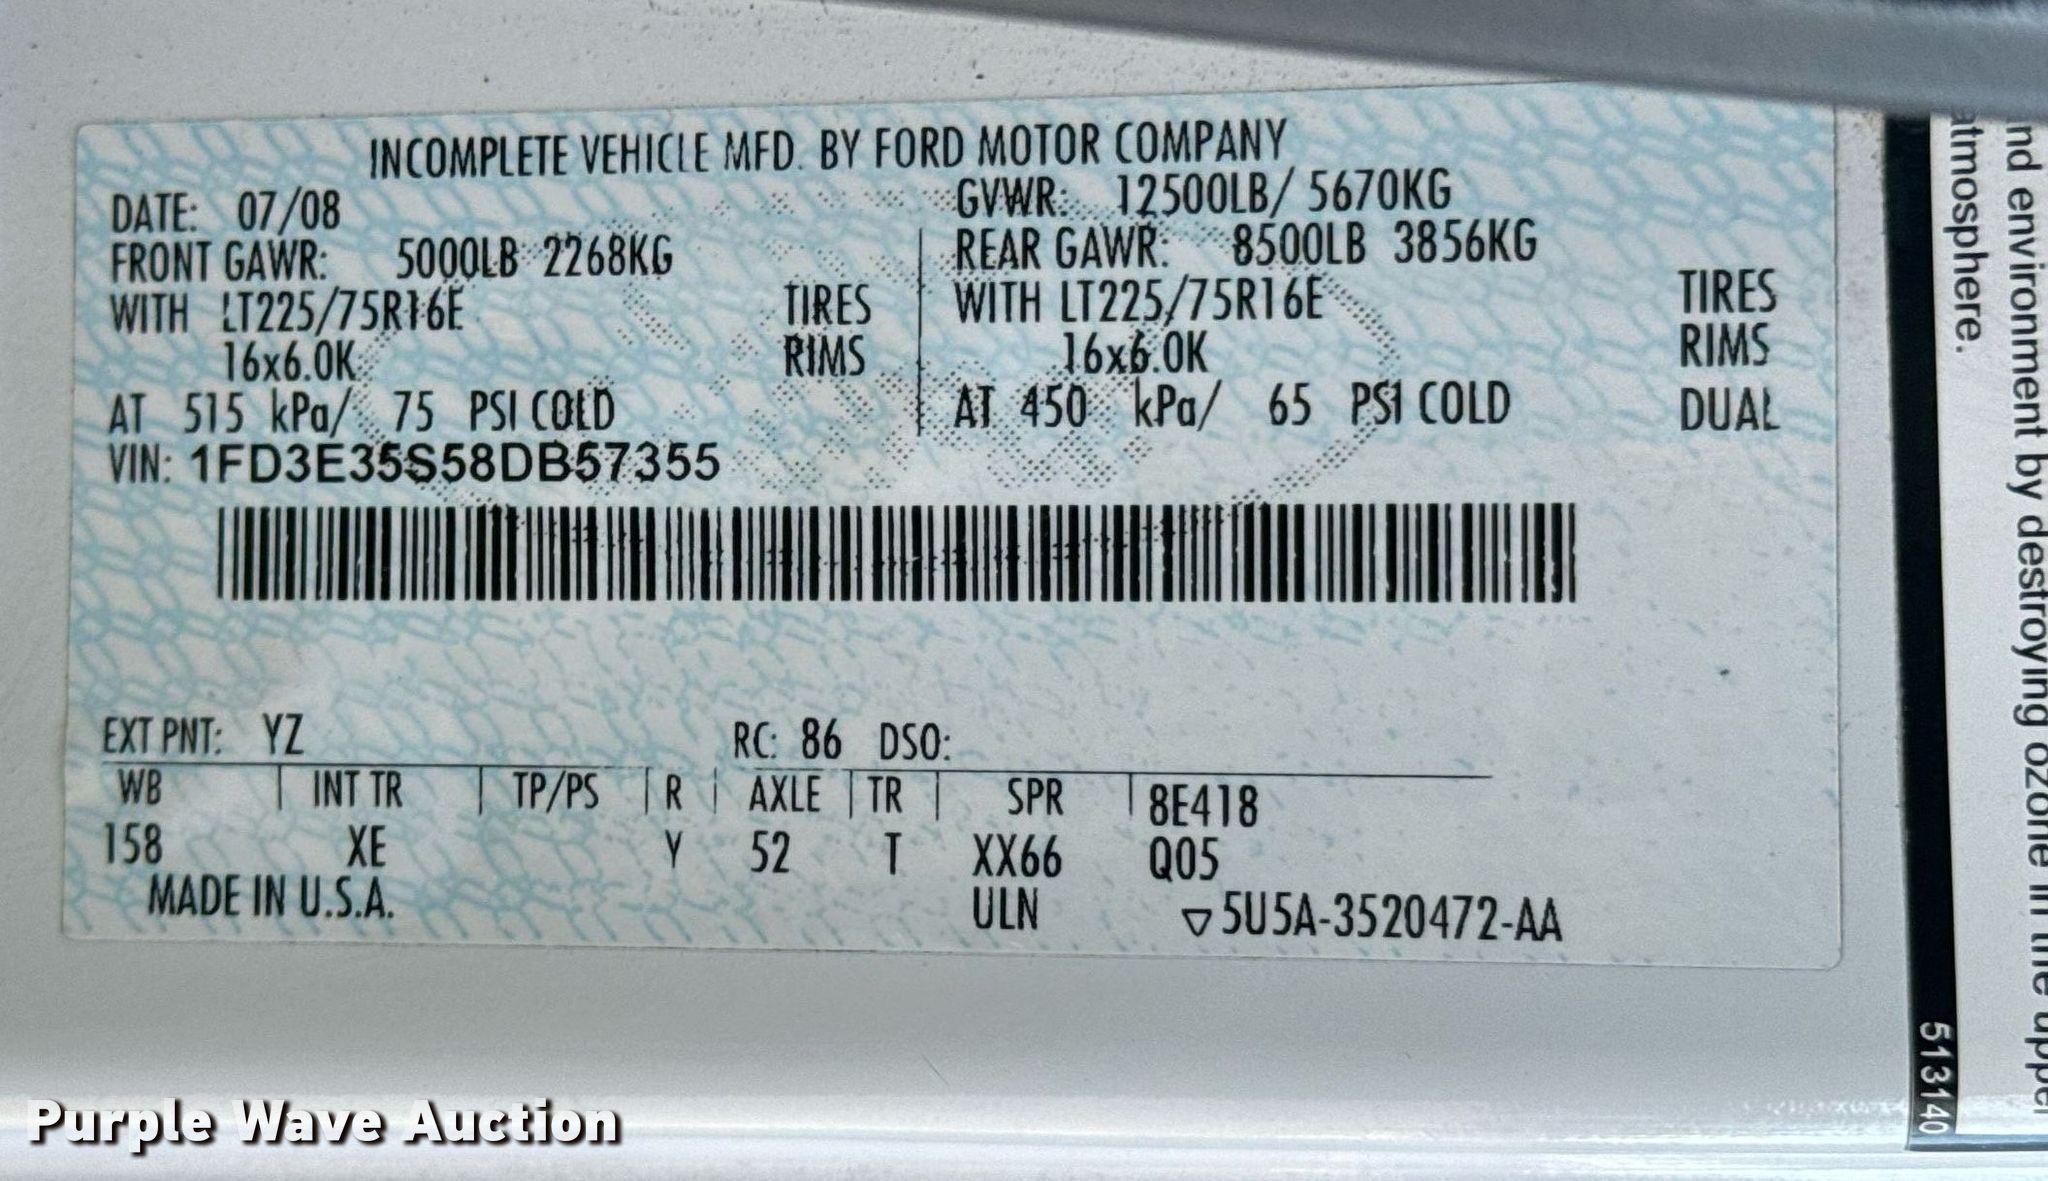 INCOMPLETE VEHICLE MFD. BY FORD MOTOR COMPANY
DATE: 07/08 GVWR: 12500LB/ 5670KG
FRONT GAWR: 5000LB 2268KG REAR GAWR: 8500LB 3856KG
WITH LT225/75R16E TIRES WITH LT225/75R16E TIRES
16x6.0K RIMS 16x6.0K RIMS
AT 515 kPa/ 75 PSI COLD AT 450 kPa/ 65 PSI COLD DUAL
VIN: 1FD3E35S58DB57355
EXT PNT: YZ RC: 86 DSO:
WB INT TR TP/PS R AXLE TR SPR 8E418
158 XE Y 52 T XX66 Q05
MADE IN U.S.A. ULN ▽5U5A-3520472-AA
nd environment by destroying ozone in the upper
atmosphere.
513140
Purple Wave Auction